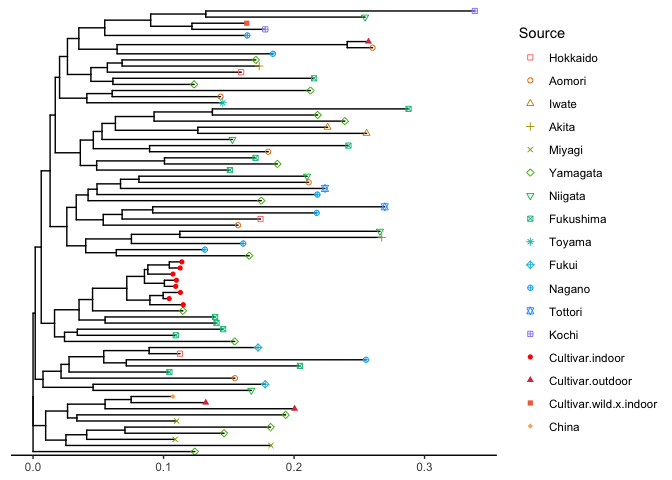 Source
Hokkaido
Aomori
Iwate
Akita
Miyagi
Yamagata
Niigata
Fukushima
Toyama
Fukui
Nagano
Tottori
Kochi
Cultivar.indoor
Cultivar.outdoor
Cultivar.wild.x.indoor
China
0.0 0.1 0.2 0.3